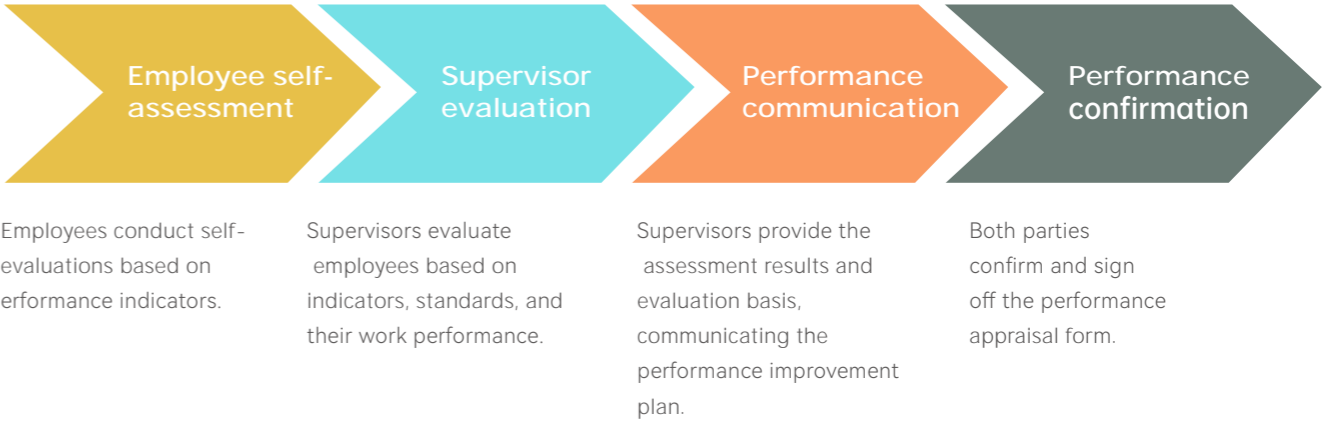 Employee self-
assessment
Supervisor
evaluation
Performance
communication
Performance
confirmation
Employees conduct self-
evaluations based on
erformance indicators.
Supervisors evaluate
employees based on
indicators, standards, and
their work performance.
Supervisors provide the
assessment results and
evaluation basis,
communicating the
performance improvement
plan.
Both parties
confirm and sign
off the performance
appraisal form.